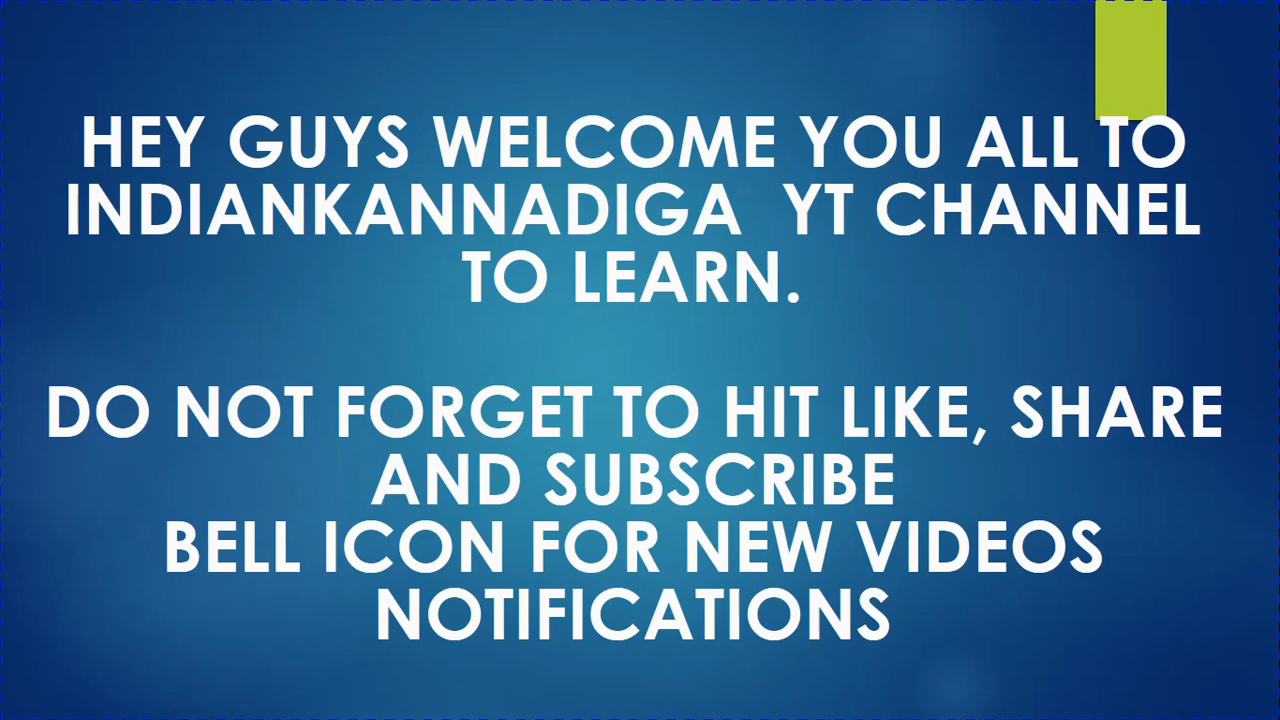 HEY GUYS WELCOME YOU ALL TO
INDIANKANNADIGA  YT CHANNEL
TO LEARN.
DO NOT FORGET TO HIT LIKE, SHARE
AND SUBSCRIBE
BELL ICON FOR NEW VIDEOS
NOTIFICATIONS